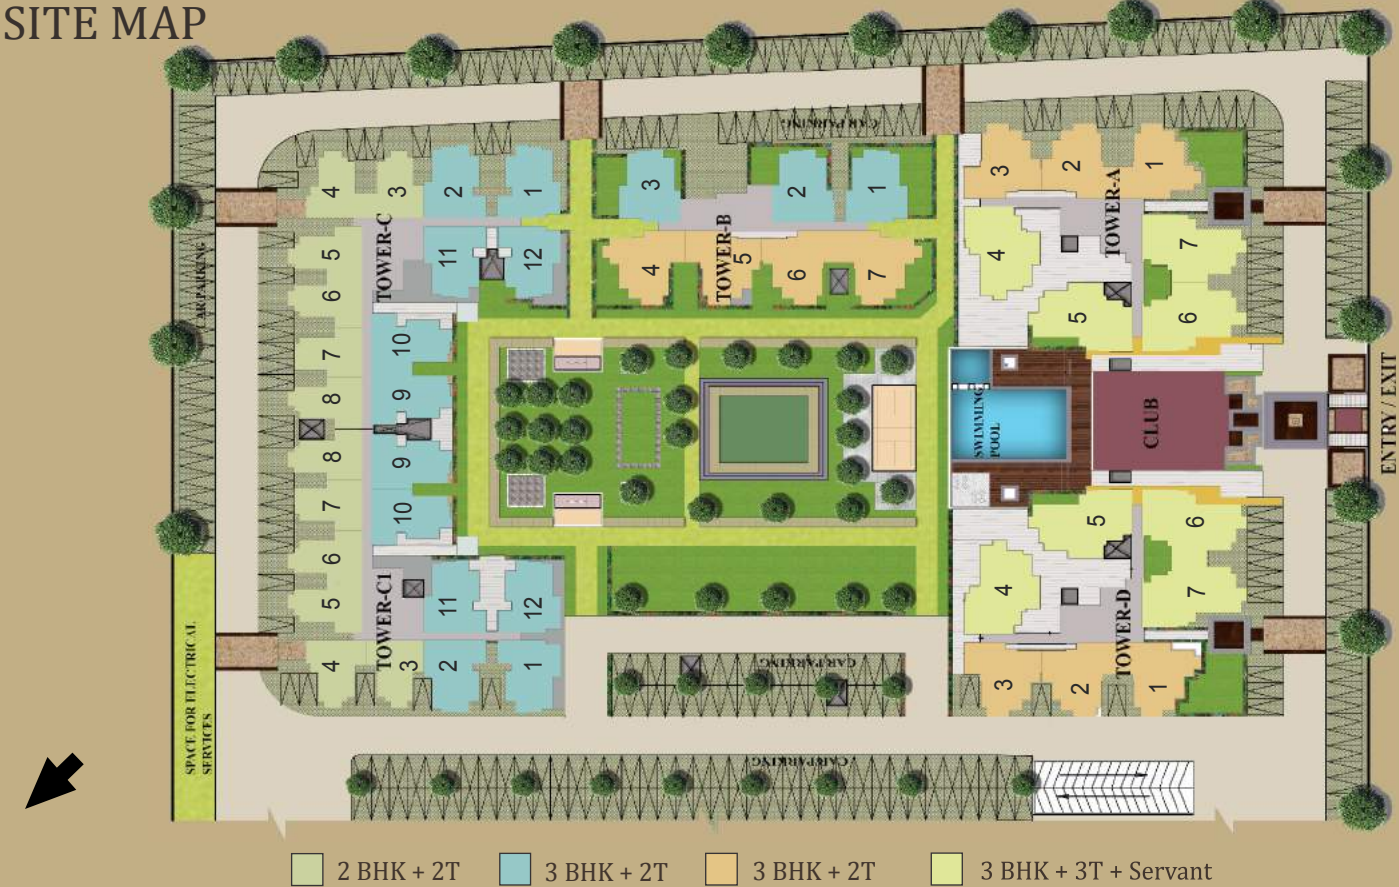 SITE MAP
CAR PARKING
4
3
2
1
3
2
1
3
2
1
TOWER-C
TOWER-B
TOWER-A
5
11
12
4
5
6
7
4
7
6
5
6
CAR PARKING
7
10
8
9
8
9
7
10
6
5
SWIMMING
POOL
CLUB
ENTRY / EXIT
TOWER-C1
11
12
4
3
2
1
5
6
4
7
TOWER-D
3
2
1
CAR PARKING
SPACE FOR ELECTRICAL
SERVICES
CAR PARKING
2 BHK + 2T
3 BHK + 2T
3 BHK + 2T
3 BHK + 3T + Servant